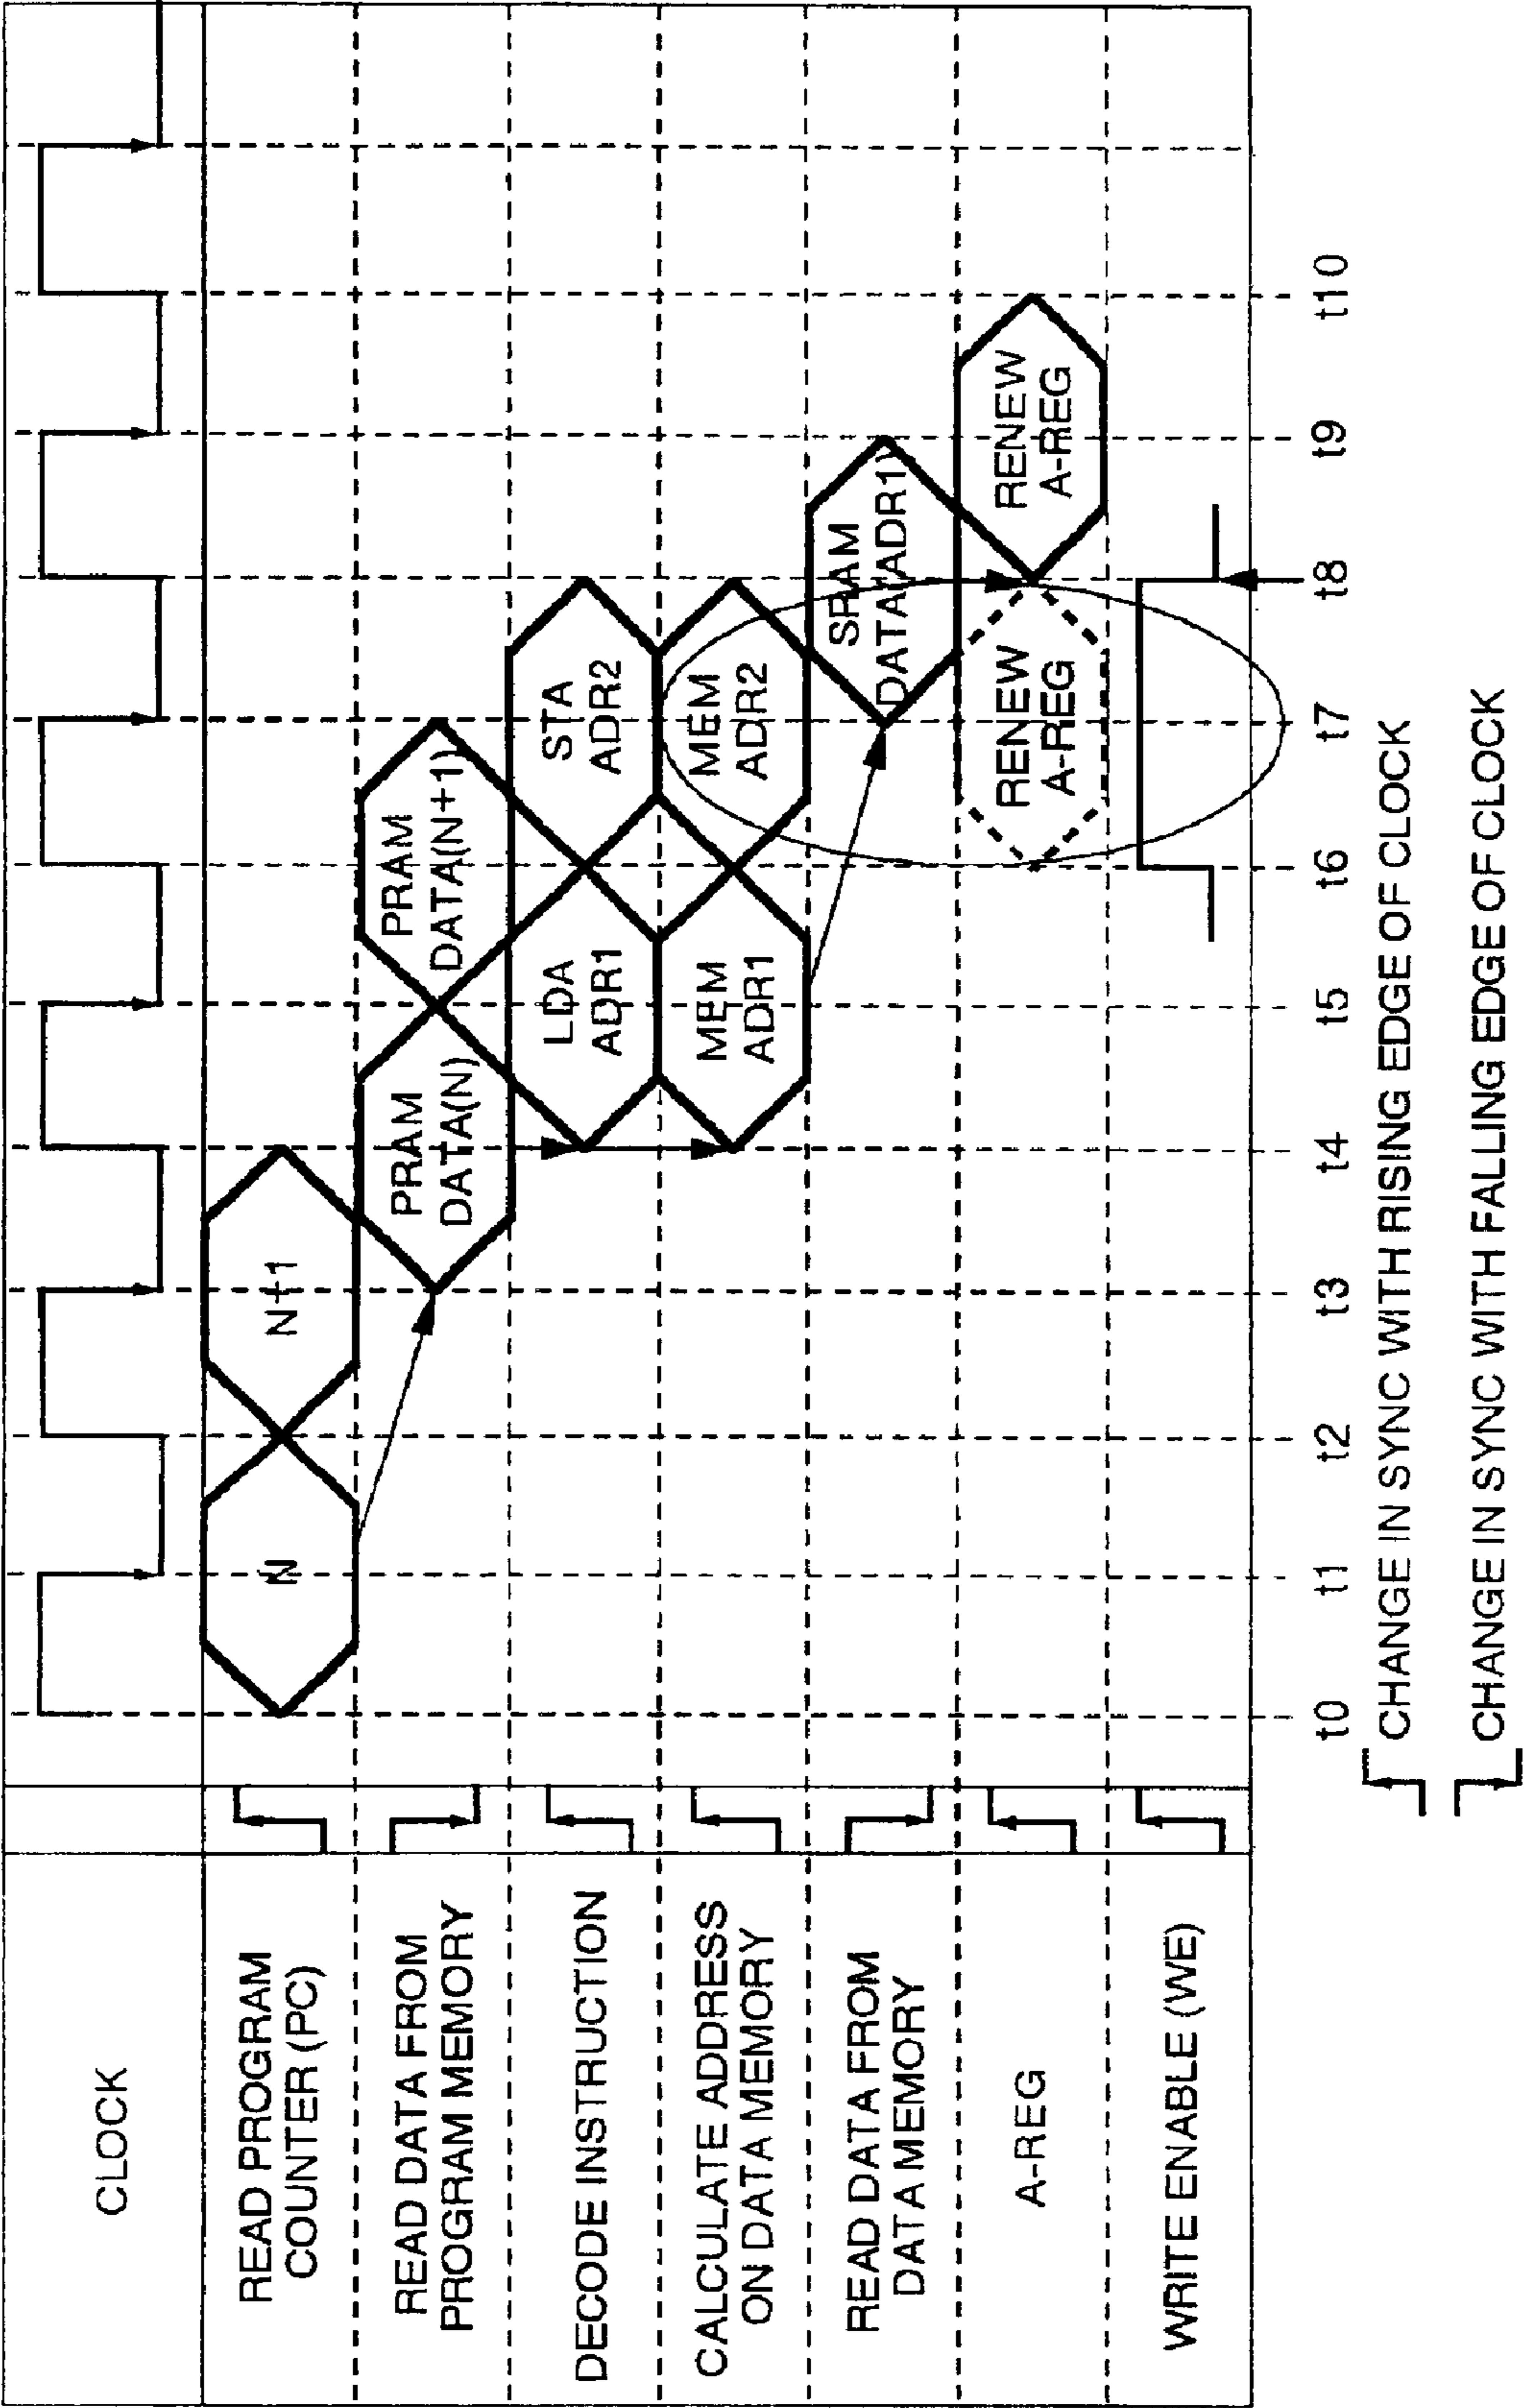 CLOCK
READ PROGRAM
COUNTER (PC)
N
N+1
READ DATA FROM
PROGRAM MEMORY
PRAM
DATA(N)
PRAM
DATA(N+1)
DECODE INSTRUCTION
LDA
ADR1
STA
ADR2
CALCULATE ADDRESS
ON DATA MEMORY
MEM
ADR1
MEM
ADR2
READ DATA FROM
DATA MEMORY
SRAM
DATA(ADR1)
A-REG
RENEW
A-REG
RENEW
A-REG
WRITE ENABLE (WE)
t0 t1 t2 t3 t4 t5 t6 t7 t8 t9 t10
CHANGE IN SYNC WITH RISING EDGE OF CLOCK
CHANGE IN SYNC WITH FALLING EDGE OF CLOCK